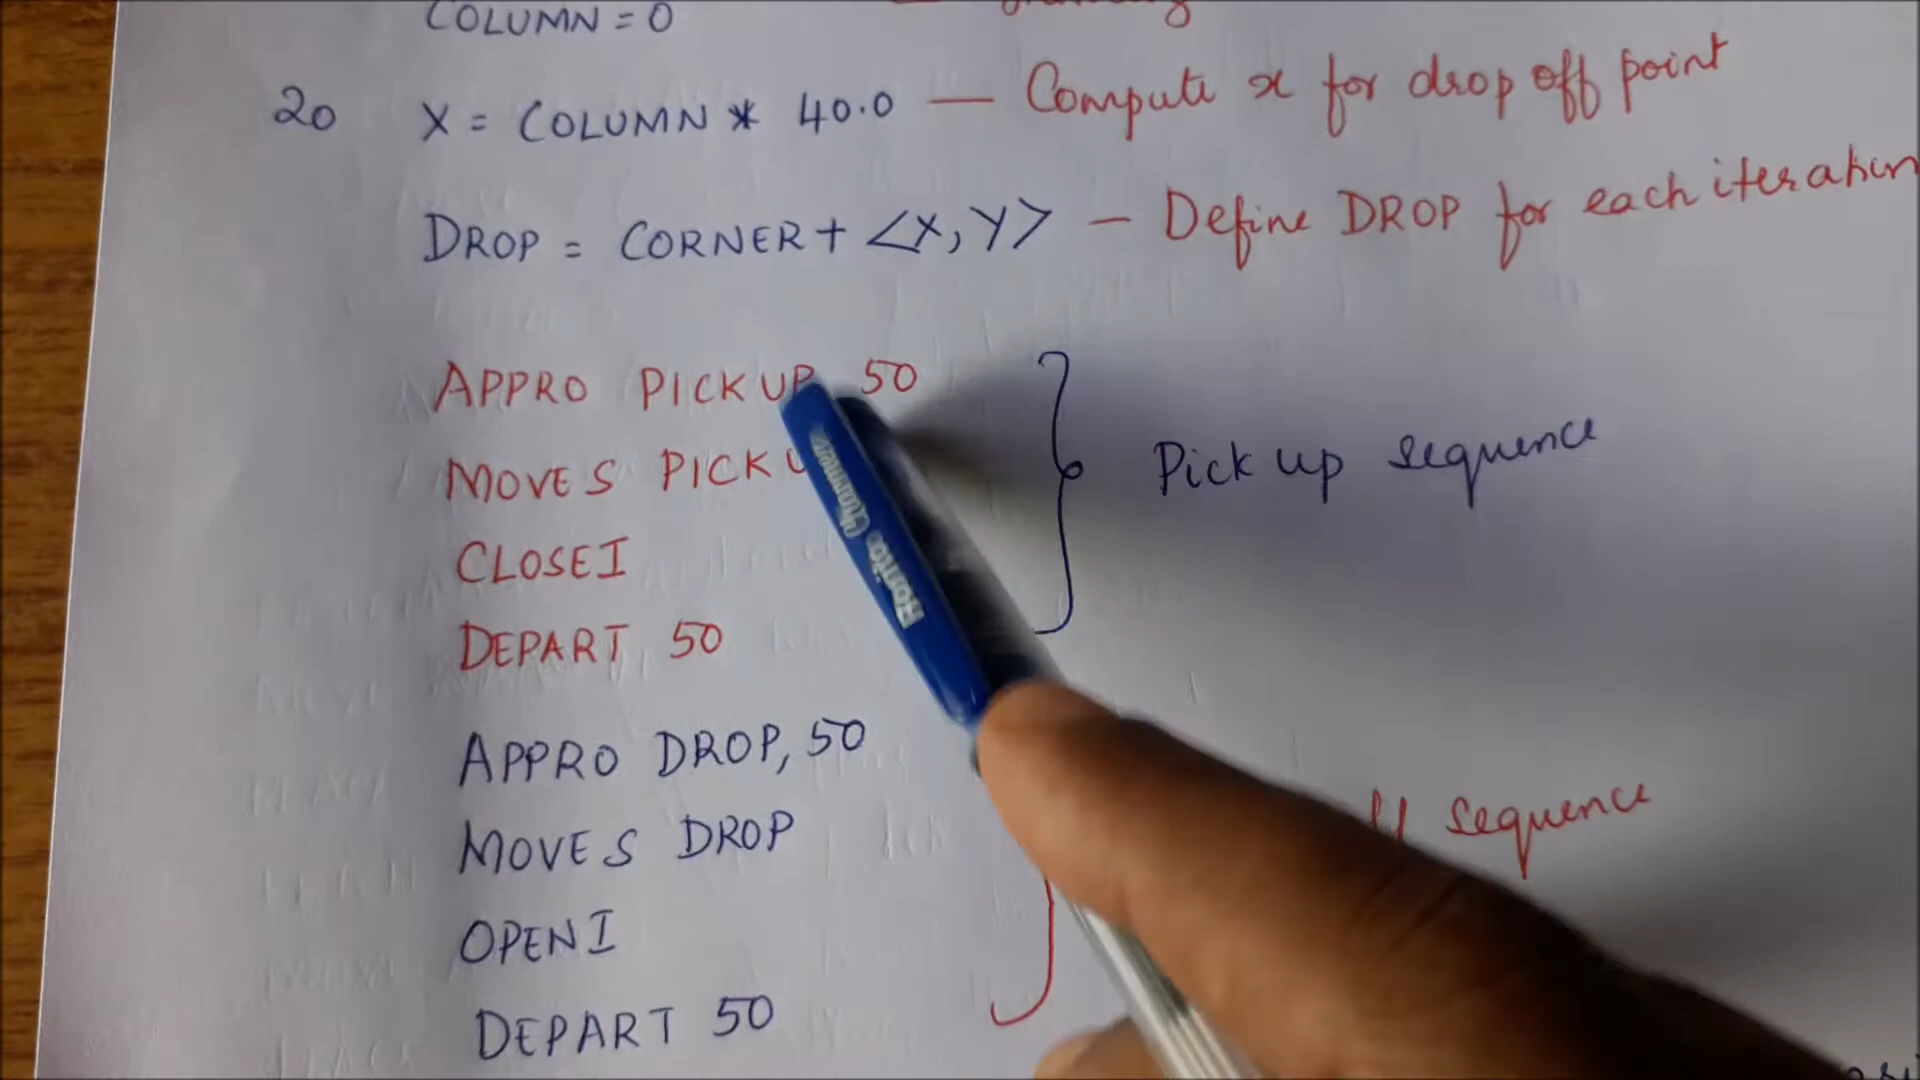 COLUMN = 0
20 X = COLUMN * 40.0 — Compute x for drop off point
DROP = CORNER + <X, Y> — Define DROP for each iteration
APPRO PICKUP 50
MOVES PICKU
CLOSEI
DEPART 50
Pick up sequence
APPRO DROP, 50
MOVES DROP
OPENI
DEPART 50
sequence